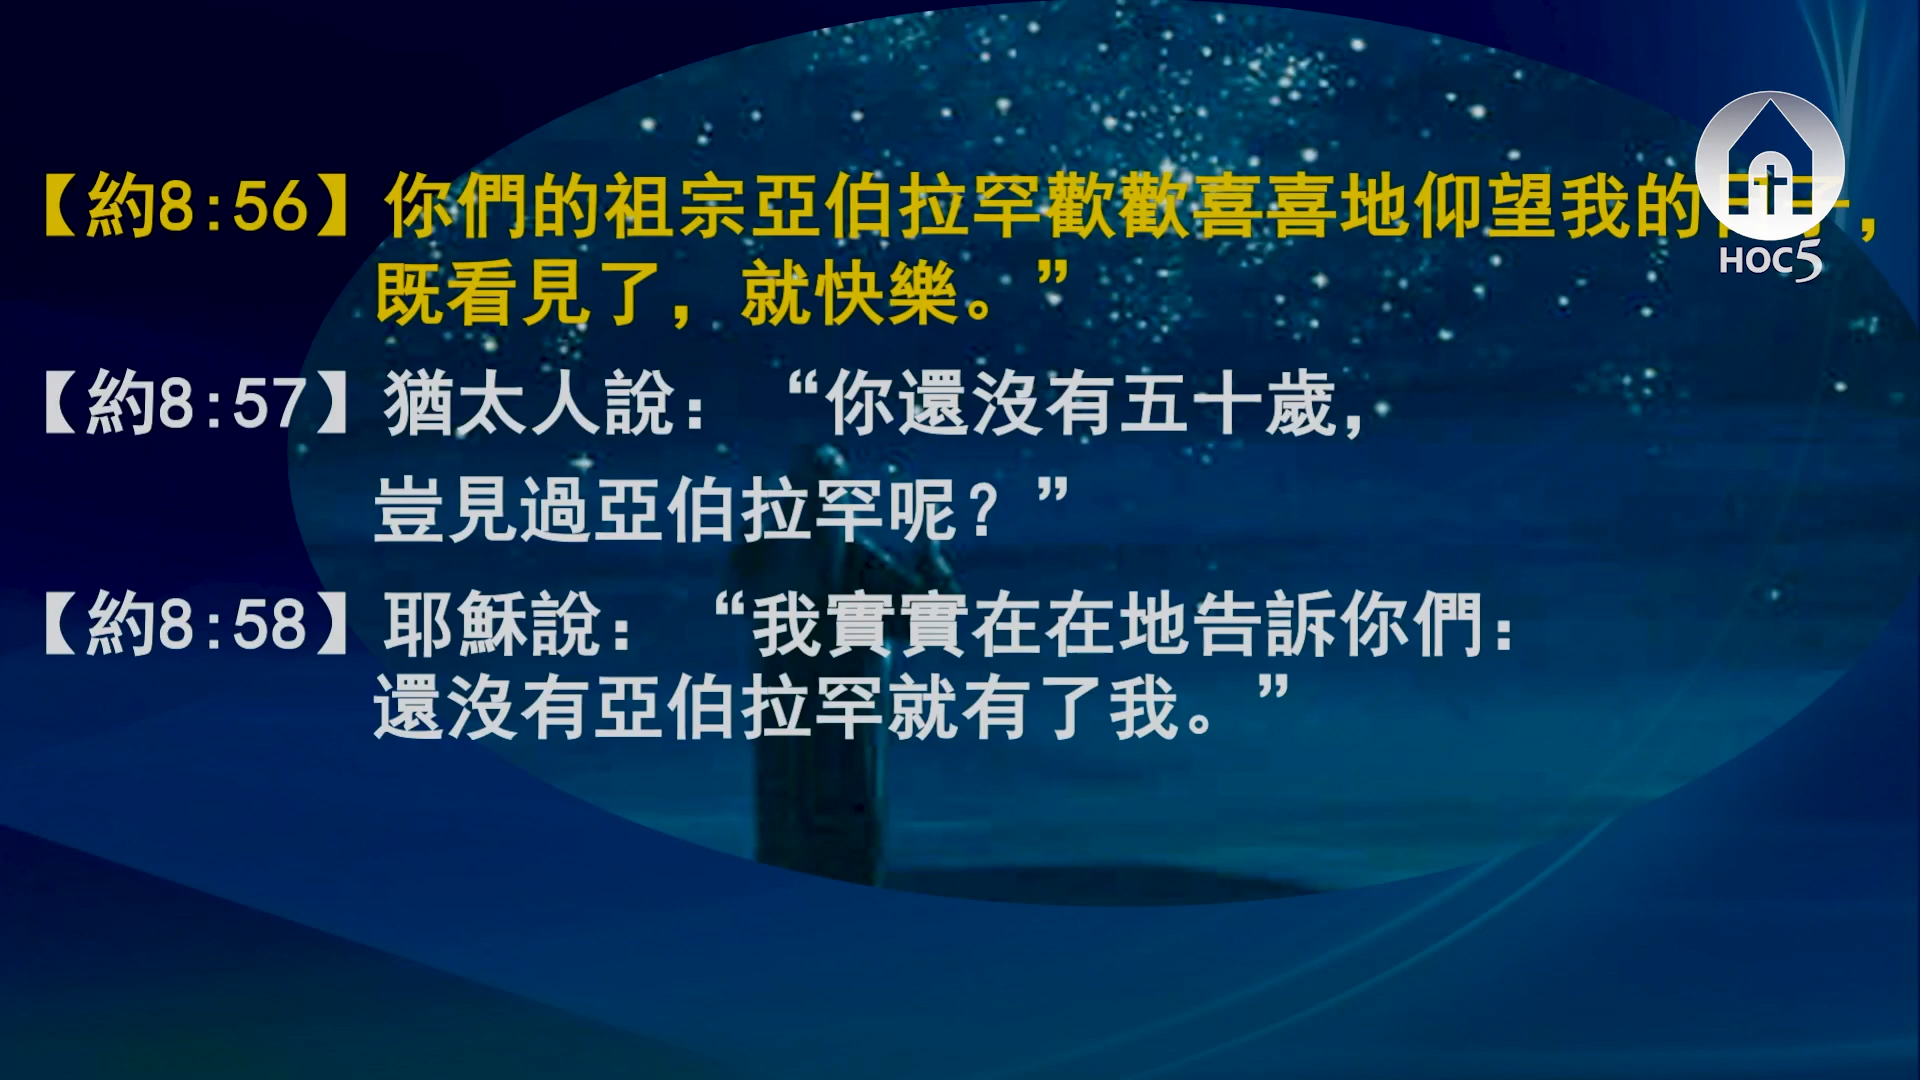 【約8:56】你們的祖宗亞伯拉罕歡歡喜喜地仰望我的日子，
既看見了，就快樂。”
【約8:57】猶太人說：“你還沒有五十歲，
豈見過亞伯拉罕呢？”
【約8:58】耶穌說：“我實實在在地告訴你們：
還沒有亞伯拉罕就有了我。”
HOC5